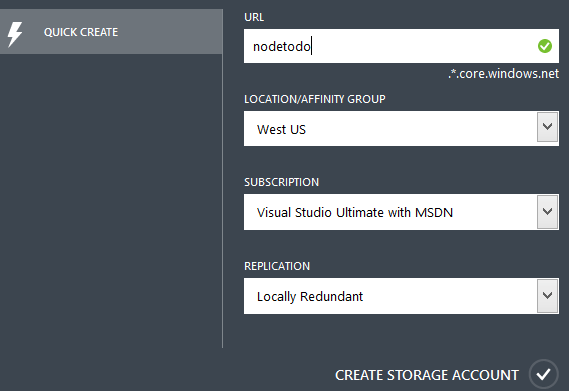 QUICK CREATE
URL
nodetodo
.*.core.windows.net
LOCATION/AFFINITY GROUP
West US
SUBSCRIPTION
Visual Studio Ultimate with MSDN
REPLICATION
Locally Redundant
CREATE STORAGE ACCOUNT